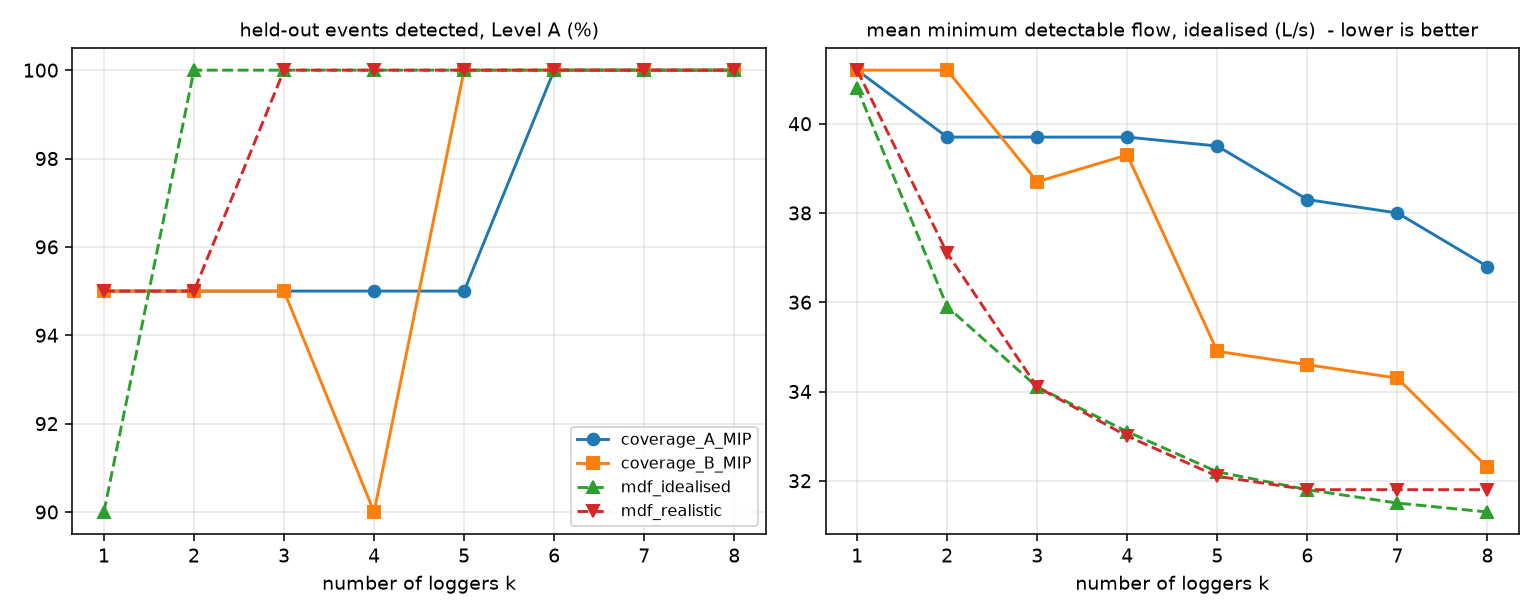 held-out events detected, Level A (%)
100
98
96
94
92
90
1 2 3 4 5 6 7 8
number of loggers k
coverage_A_MIP
coverage_B_MIP
mdf_idealised
mdf_realistic
mean minimum detectable flow, idealised (L/s) - lower is better
40
38
36
34
32
1 2 3 4 5 6 7 8
number of loggers k